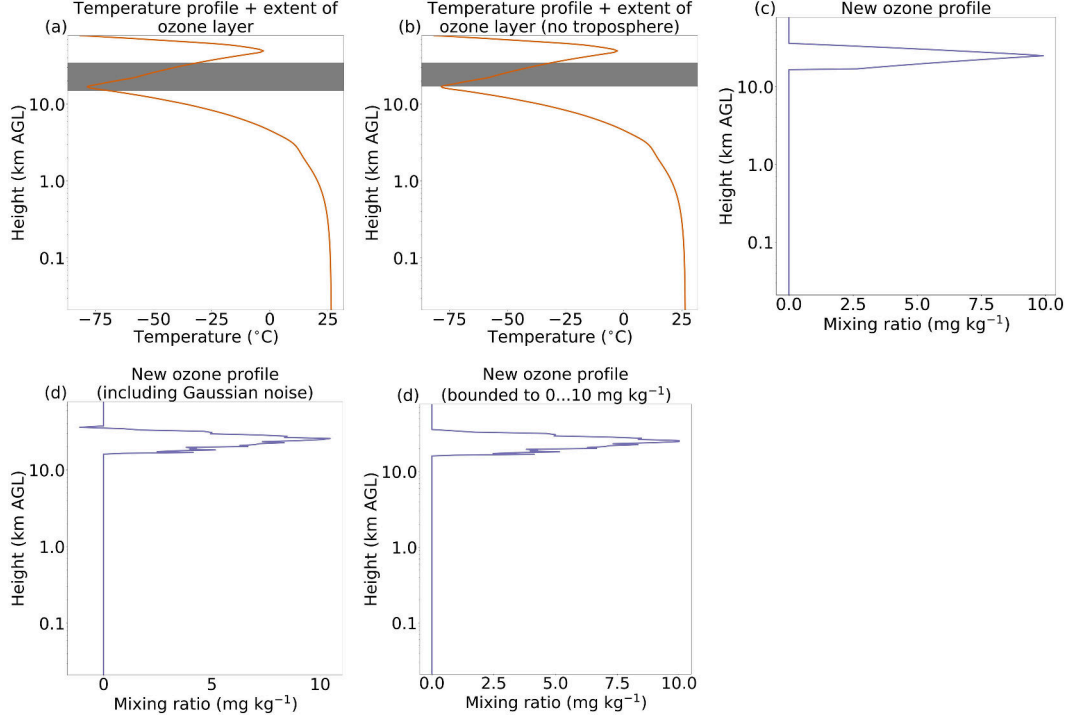 Temperature profile + extent of
(a) ozone layer
Height (km AGL)
10.0
1.0
0.1
−75 −50 −25 0 25
Temperature (°C)
Temperature profile + extent of
(b) ozone layer (no troposphere)
Height (km AGL)
10.0
1.0
0.1
−75 −50 −25 0 25
Temperature (°C)
(c) New ozone profile
Height (km AGL)
10.0
1.0
0.1
0.0 2.5 5.0 7.5 10.0
Mixing ratio (mg kg⁻¹)
New ozone profile
(d) (including Gaussian noise)
Height (km AGL)
10.0
1.0
0.1
0 5 10
Mixing ratio (mg kg⁻¹)
New ozone profile
(d) (bounded to 0...10 mg kg⁻¹)
Height (km AGL)
10.0
1.0
0.1
0.0 2.5 5.0 7.5 10.0
Mixing ratio (mg kg⁻¹)